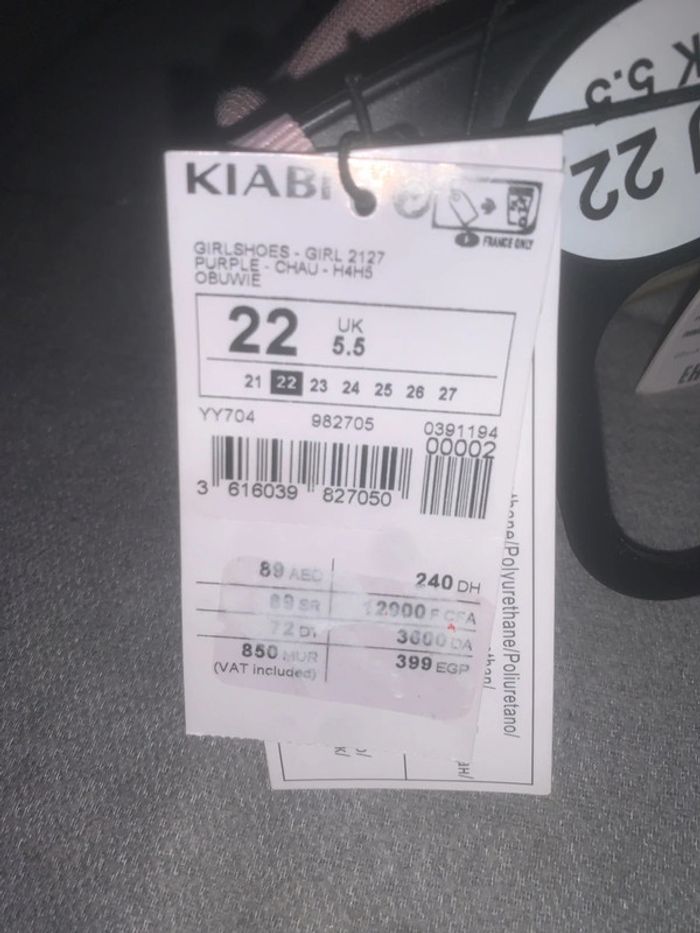 KIABI
FRANCE ONLY
GIRLSHOES - GIRL 2127
PURPLE - CHAU - H4H5
OBUWIE
22 UK 5.5
21 22 23 24 25 26 27
YY704 982705 0391194
00002
3 616039 827050
89 AED 240 DH
89 SR 12900 F CFA
72 DT 3600 DA
850 MUR 399 EGP
(VAT included)
/Polyurethane/Poliuretano/
22
K 5.5